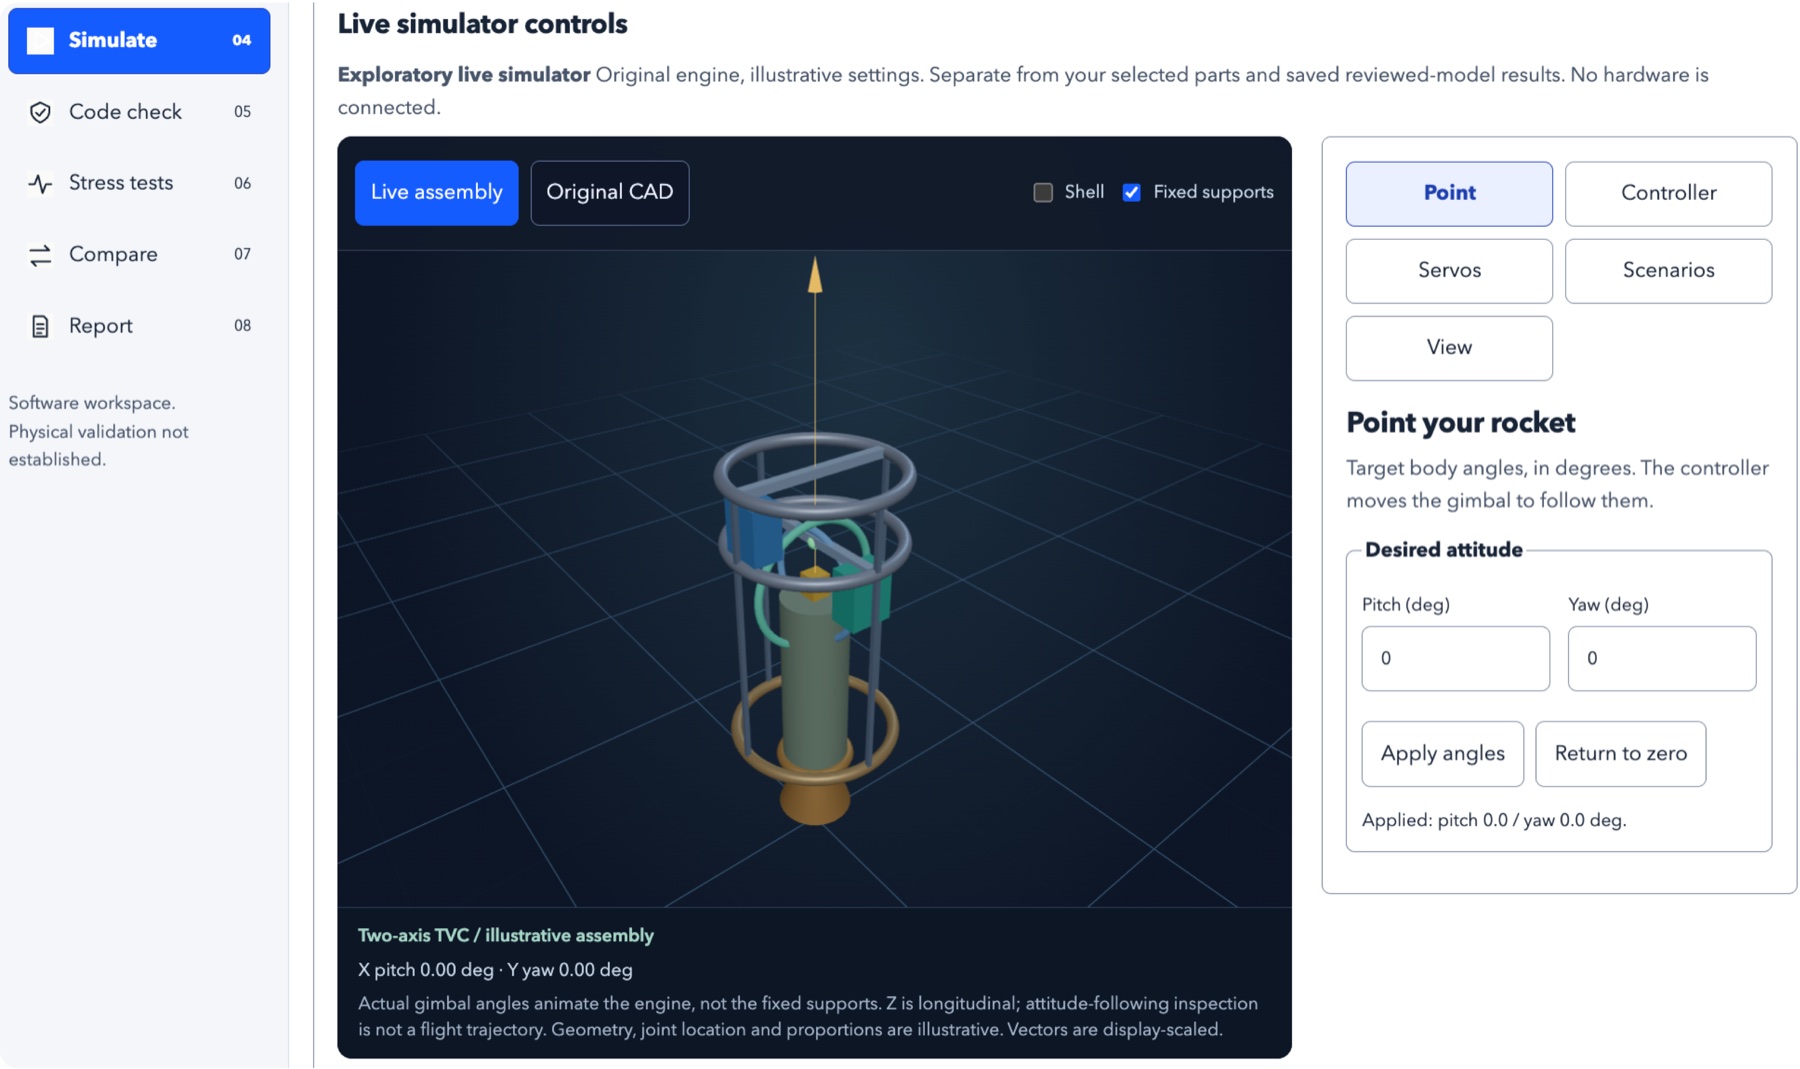 Simulate 04
Code check 05
Stress tests 06
Compare 07
Report 08
Software workspace.
Physical validation not
established.
Live simulator controls
Exploratory live simulator Original engine, illustrative settings. Separate from your selected parts and saved reviewed-model results. No hardware is
connected.
Live assembly
Original CAD
Shell
Fixed supports
Two-axis TVC / illustrative assembly
X pitch 0.00 deg · Y yaw 0.00 deg
Actual gimbal angles animate the engine, not the fixed supports. Z is longitudinal; attitude-following inspection
is not a flight trajectory. Geometry, joint location and proportions are illustrative. Vectors are display-scaled.
Point
Controller
Servos
Scenarios
View
Point your rocket
Target body angles, in degrees. The controller
moves the gimbal to follow them.
Desired attitude
Pitch (deg) Yaw (deg)
0 0
Apply angles
Return to zero
Applied: pitch 0.0 / yaw 0.0 deg.